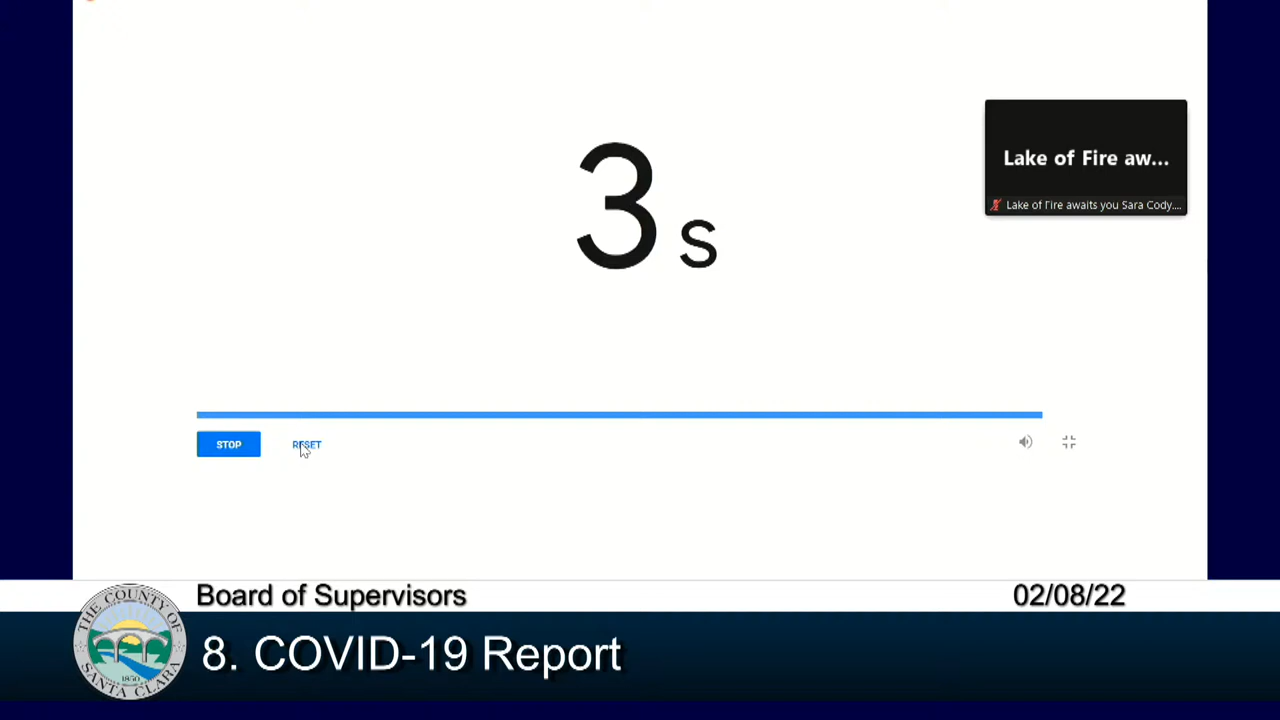 3 s
Lake of Fire aw...
Lake of Fire awaits you Sara Cody....
STOP
RESET
Board of Supervisors
02/08/22
8. COVID-19 Report
THE COUNTY OF
SANTA CLARA
1850